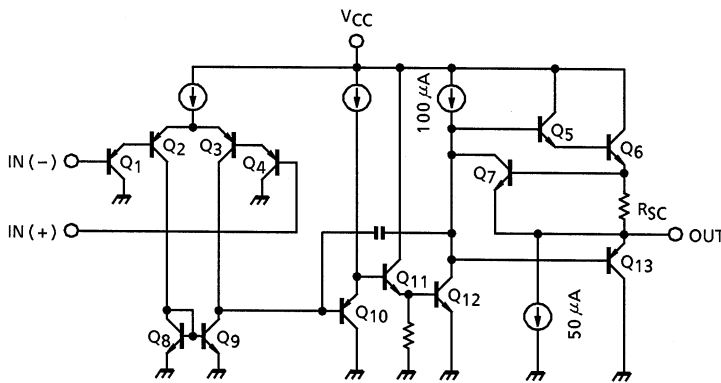 VCC
100 μA
Q5
Q6
Q2
Q3
Q7
IN (−)
Q1
Q4
RSC
IN (+)
OUT
Q13
Q11
Q10
Q12
50 μA
Q8
Q9